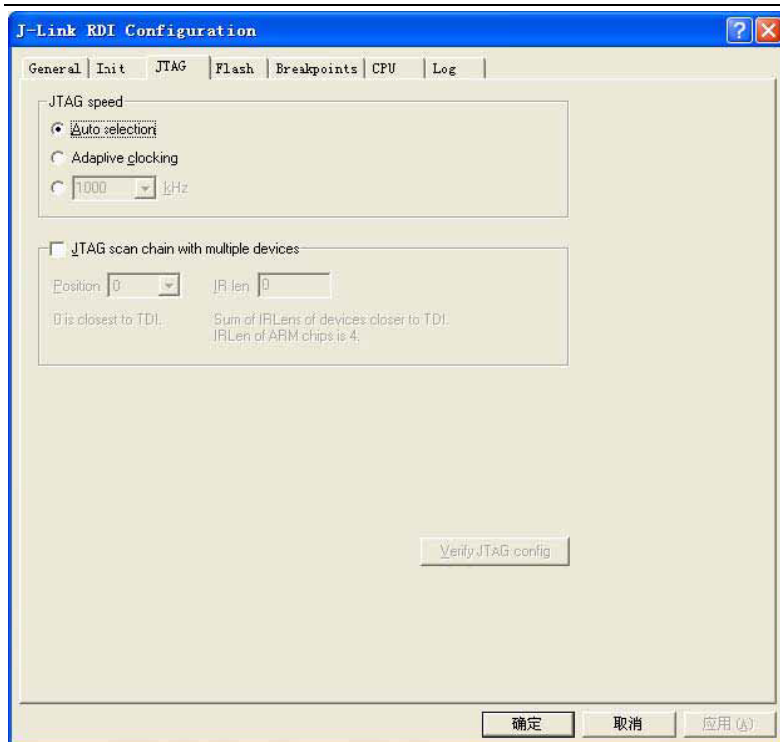 J-Link RDI Configuration
General Init JTAG Flash Breakpoints CPU Log
JTAG speed
Auto selection
Adaptive clocking
1000 kHz
JTAG scan chain with multiple devices
Position 0 IR len 0
0 is closest to TDI. Sum of IRLens of devices closer to TDI.
IRLen of ARM chips is 4.
Verify JTAG config
确定 取消 应用(A)